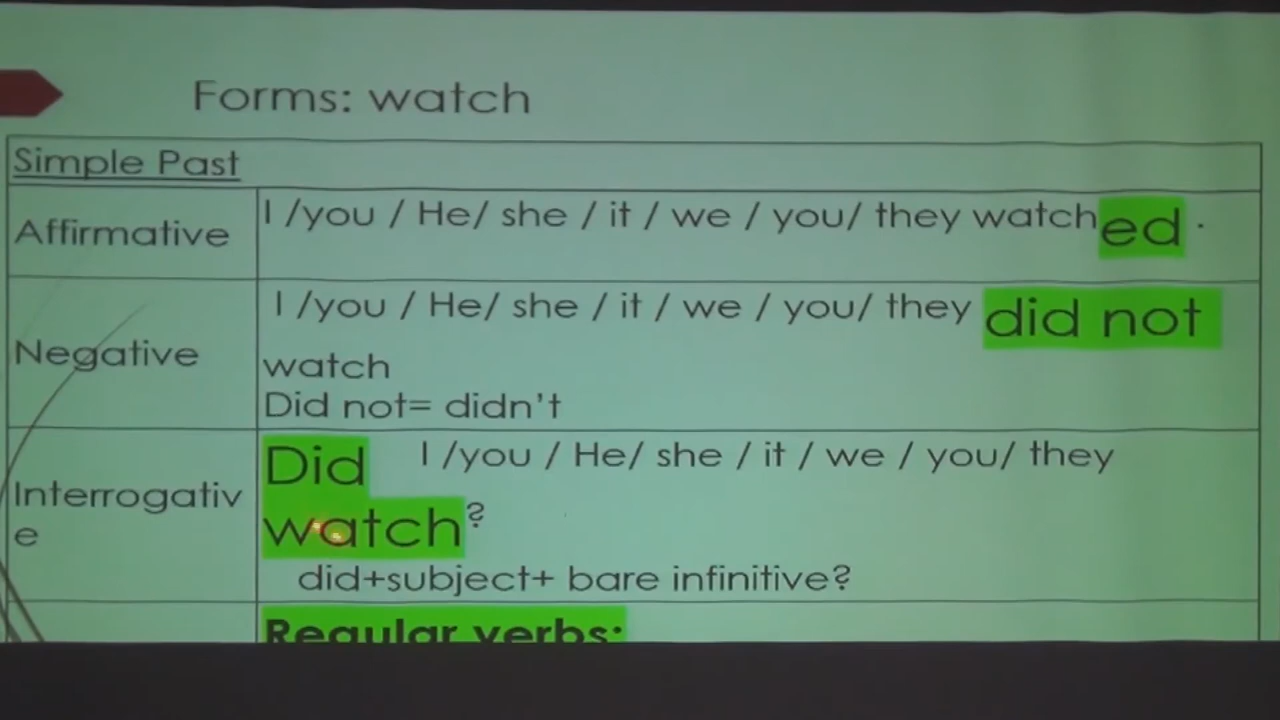 Forms: watch
Simple Past
Affirmative
I /you / He/ she / it / we / you/ they watched .
Negative
I /you / He/ she / it / we / you/ they did not
watch
Did not= didn't
Interrogativ
e
Did I /you / He/ she / it / we / you/ they
watch?
did+subject+ bare infinitive?
Regular verbs: